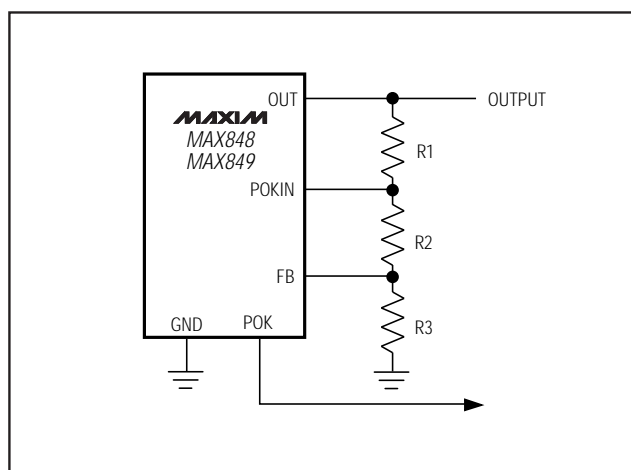 OUT
OUTPUT
MAXIM
MAX848
MAX849
R1
POKIN
R2
FB
R3
GND
POK